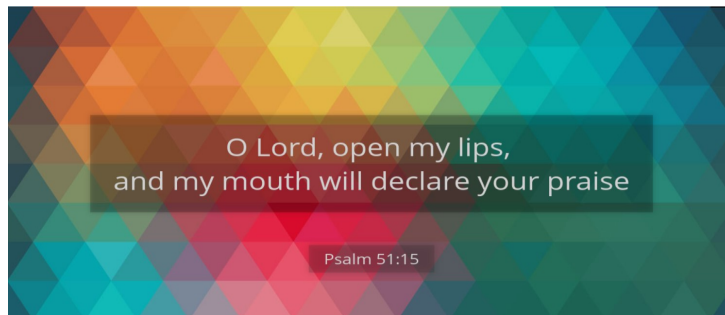 O Lord, open my lips,
and my mouth will declare your praise
Psalm 51:15